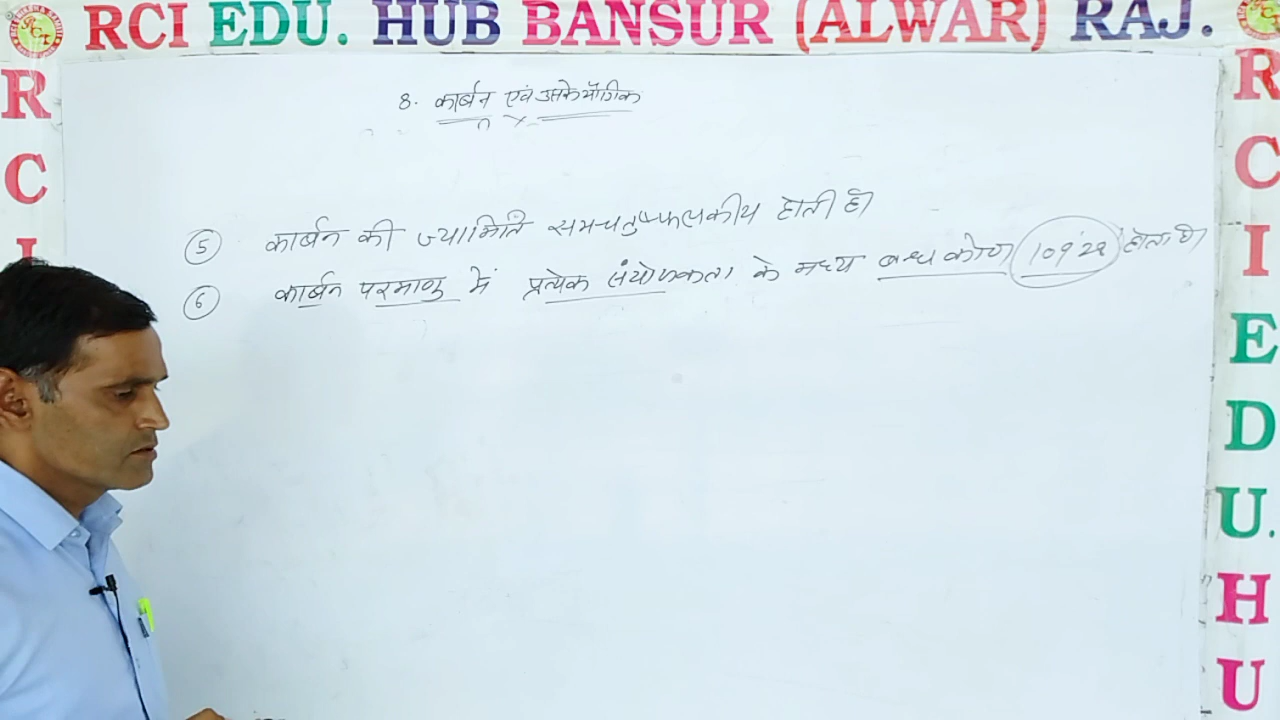 RCI EDU. HUB BANSUR (ALWAR) RAJ.
8. कार्बन एवं उसके यौगिक
5 कार्बन की ज्यामिति समचतुष्फलकीय होती है।
6 कार्बन परमाणु में प्रत्येक संयोजकता के मध्य बन्ध कोण 109°28' होता है।
R
C
I
R
C
I
E
D
U.
H
U